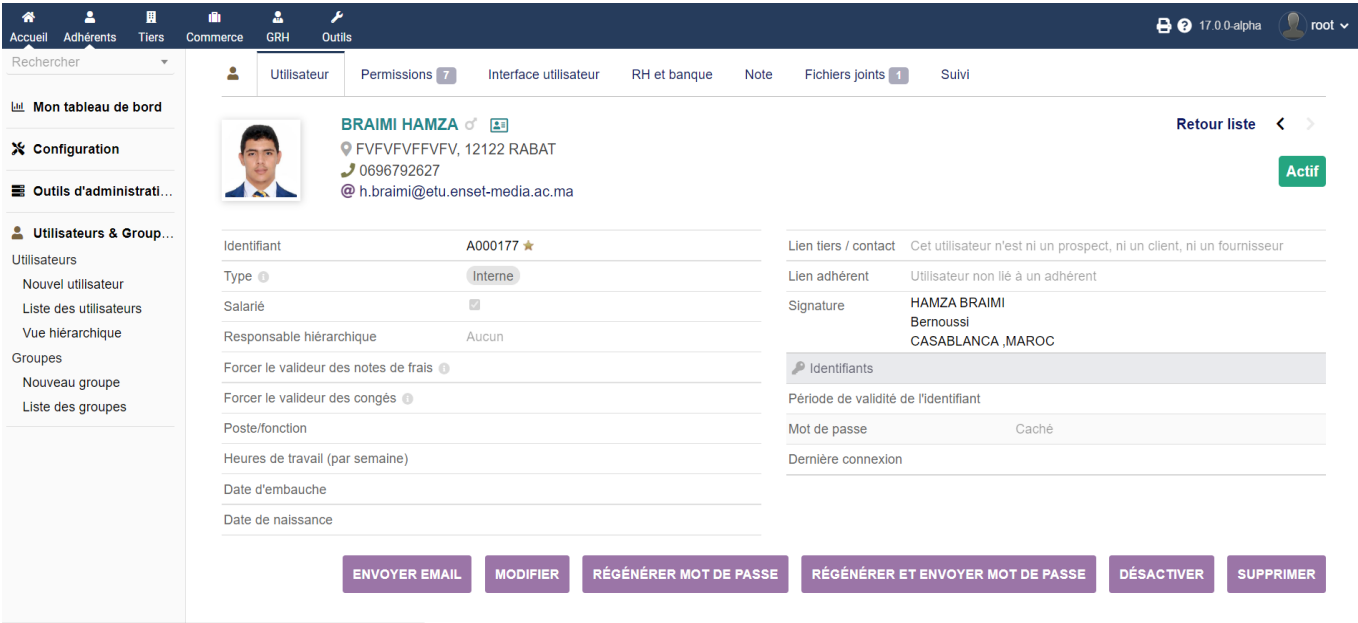 Accueil Adhérents Tiers Commerce GRH Outils 17.0.0-alpha root
Rechercher
Mon tableau de bord
Configuration
Outils d'administrati...
Utilisateurs & Group...
Utilisateurs
Nouvel utilisateur
Liste des utilisateurs
Vue hiérarchique
Groupes
Nouveau groupe
Liste des groupes
Utilisateur Permissions 7 Interface utilisateur RH et banque Note Fichiers joints 1 Suivi
BRAIMI HAMZA
FVFVFVFFVFV, 12122 RABAT
0696792627
@ h.braimi@etu.enset-media.ac.ma
Retour liste
Actif
Identifiant A000177
Type Interne
Salarié
Responsable hiérarchique Aucun
Forcer le valideur des notes de frais
Forcer le valideur des congés
Poste/fonction
Heures de travail (par semaine)
Date d'embauche
Date de naissance
Lien tiers / contact Cet utilisateur n'est ni un prospect, ni un client, ni un fournisseur
Lien adhérent Utilisateur non lié à un adhérent
Signature HAMZA BRAIMI
Bernoussi
CASABLANCA ,MAROC
Identifiants
Période de validité de l'identifiant
Mot de passe Caché
Dernière connexion
ENVOYER EMAIL MODIFIER RÉGÉNÉRER MOT DE PASSE RÉGÉNÉRER ET ENVOYER MOT DE PASSE DÉSACTIVER SUPPRIMER